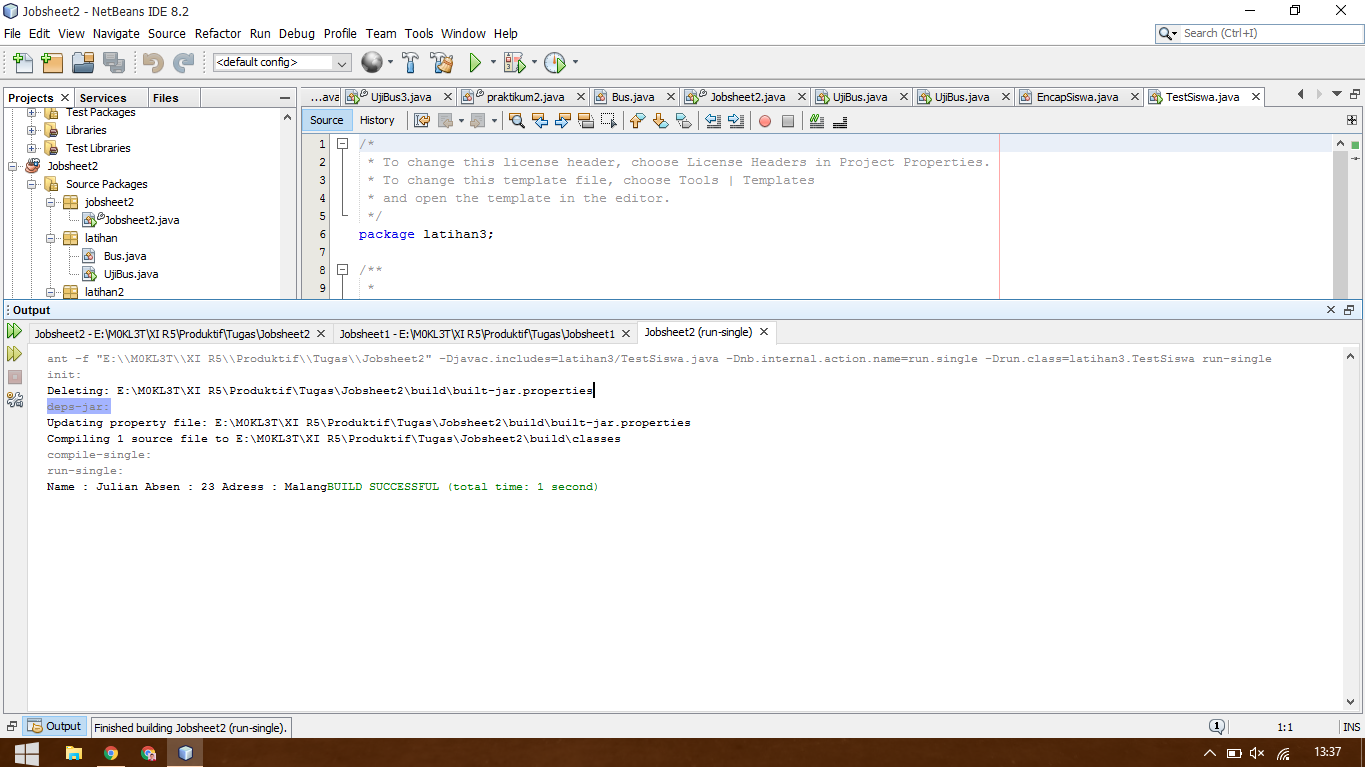 Jobsheet2 - NetBeans IDE 8.2
File Edit View Navigate Source Refactor Run Debug Profile Team Tools Window Help
Search (Ctrl+I)
<default config>
Projects Services Files
...ava UjiBus3.java praktikum2.java Bus.java Jobsheet2.java UjiBus.java UjiBus.java EncapSiswa.java TestSiswa.java
Test Packages
Libraries
Test Libraries
Jobsheet2
Source Packages
jobsheet2
Jobsheet2.java
latihan
Bus.java
UjiBus.java
latihan2
Source History
1 /*
2 * To change this license header, choose License Headers in Project Properties.
3 * To change this template file, choose Tools | Templates
4 * and open the template in the editor.
5 */
6 package latihan3;
7
8 /**
9 *
Output
Jobsheet2 - E:\M0KL3T\XI R5\Produktif\Tugas\Jobsheet2 Jobsheet1 - E:\M0KL3T\XI R5\Produktif\Tugas\Jobsheet1 Jobsheet2 (run-single)
ant -f "E:\\M0KL3T\\XI R5\\Produktif\\Tugas\\Jobsheet2" -Djavac.includes=latihan3/TestSiswa.java -Dnb.internal.action.name=run.single -Drun.class=latihan3.TestSiswa run-single
init:
Deleting: E:\M0KL3T\XI R5\Produktif\Tugas\Jobsheet2\build\built-jar.properties
deps-jar:
Updating property file: E:\M0KL3T\XI R5\Produktif\Tugas\Jobsheet2\build\built-jar.properties
Compiling 1 source file to E:\M0KL3T\XI R5\Produktif\Tugas\Jobsheet2\build\classes
compile-single:
run-single:
Name : Julian Absen : 23 Adress : MalangBUILD SUCCESSFUL (total time: 1 second)
Output Finished building Jobsheet2 (run-single). 1 1:1 INS
13:37